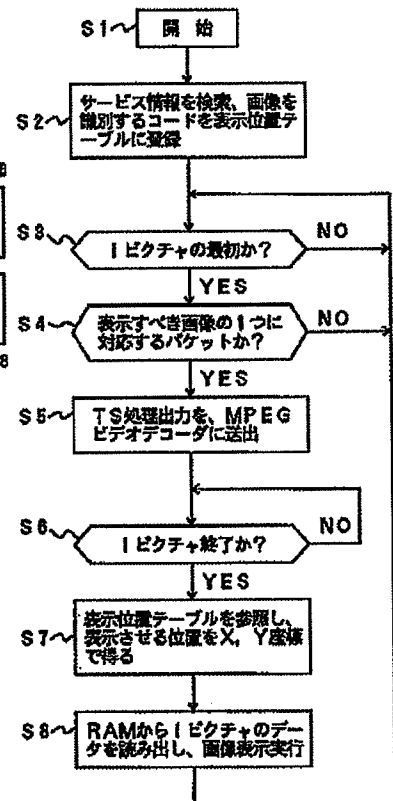 S1 開 始
S2 サービス情報を検索、画像を
識別するコードを表示位置テ
ーブルに登録
S3 Iピクチャの最初か? NO
YES
S4 表示すべき画像の1つに NO
対応するパケットか?
YES
S5 TS処理出力を、MPEG
ビデオデコーダに送出
S6 Iピクチャ終了か? NO
YES
S7 表示位置テーブルを参照し、
表示させる位置をX,Y座標
で得る
S8 RAMからIピクチャのデー
タを読み出し、画像表示実行